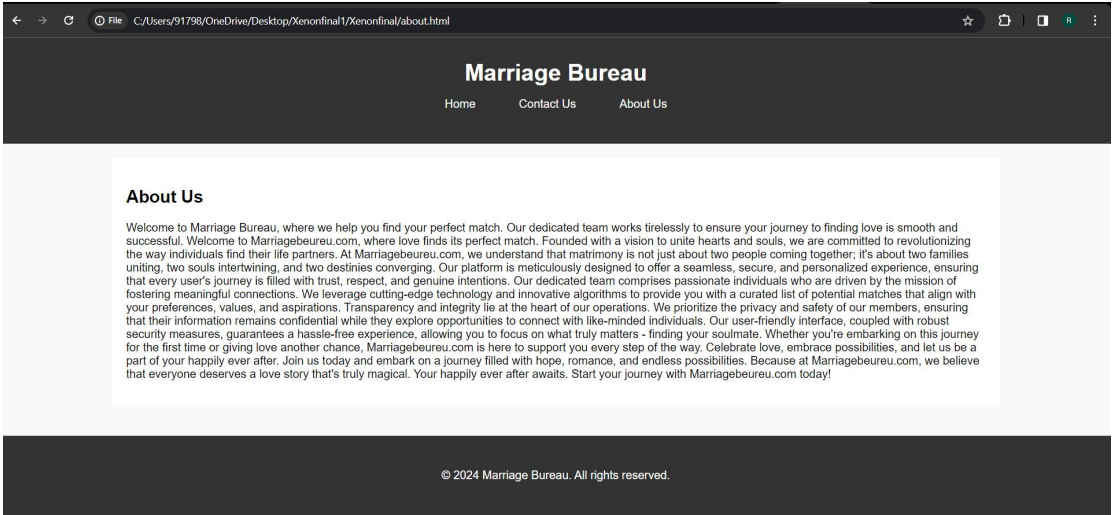 File C:/Users/91798/OneDrive/Desktop/Xenonfinal1/Xenonfinal/about.html
R
Marriage Bureau
Home Contact Us About Us
About Us
Welcome to Marriage Bureau, where we help you find your perfect match. Our dedicated team works tirelessly to ensure your journey to finding love is smooth and
successful. Welcome to Marriagebeureu.com, where love finds its perfect match. Founded with a vision to unite hearts and souls, we are committed to revolutionizing
the way individuals find their life partners. At Marriagebeureu.com, we understand that matrimony is not just about two people coming together; it's about two families
uniting, two souls intertwining, and two destinies converging. Our platform is meticulously designed to offer a seamless, secure, and personalized experience, ensuring
that every user's journey is filled with trust, respect, and genuine intentions. Our dedicated team comprises passionate individuals who are driven by the mission of
fostering meaningful connections. We leverage cutting-edge technology and innovative algorithms to provide you with a curated list of potential matches that align with
your preferences, values, and aspirations. Transparency and integrity lie at the heart of our operations. We prioritize the privacy and safety of our members, ensuring
that their information remains confidential while they explore opportunities to connect with like-minded individuals. Our user-friendly interface, coupled with robust
security measures, guarantees a hassle-free experience, allowing you to focus on what truly matters - finding your soulmate. Whether you're embarking on this journey
for the first time or giving love another chance, Marriagebeureu.com is here to support you every step of the way. Celebrate love, embrace possibilities, and let us be a
part of your happily ever after. Join us today and embark on a journey filled with hope, romance, and endless possibilities. Because at Marriagebeureu.com, we believe
that everyone deserves a love story that's truly magical. Your happily ever after awaits. Start your journey with Marriagebeureu.com today!
© 2024 Marriage Bureau. All rights reserved.